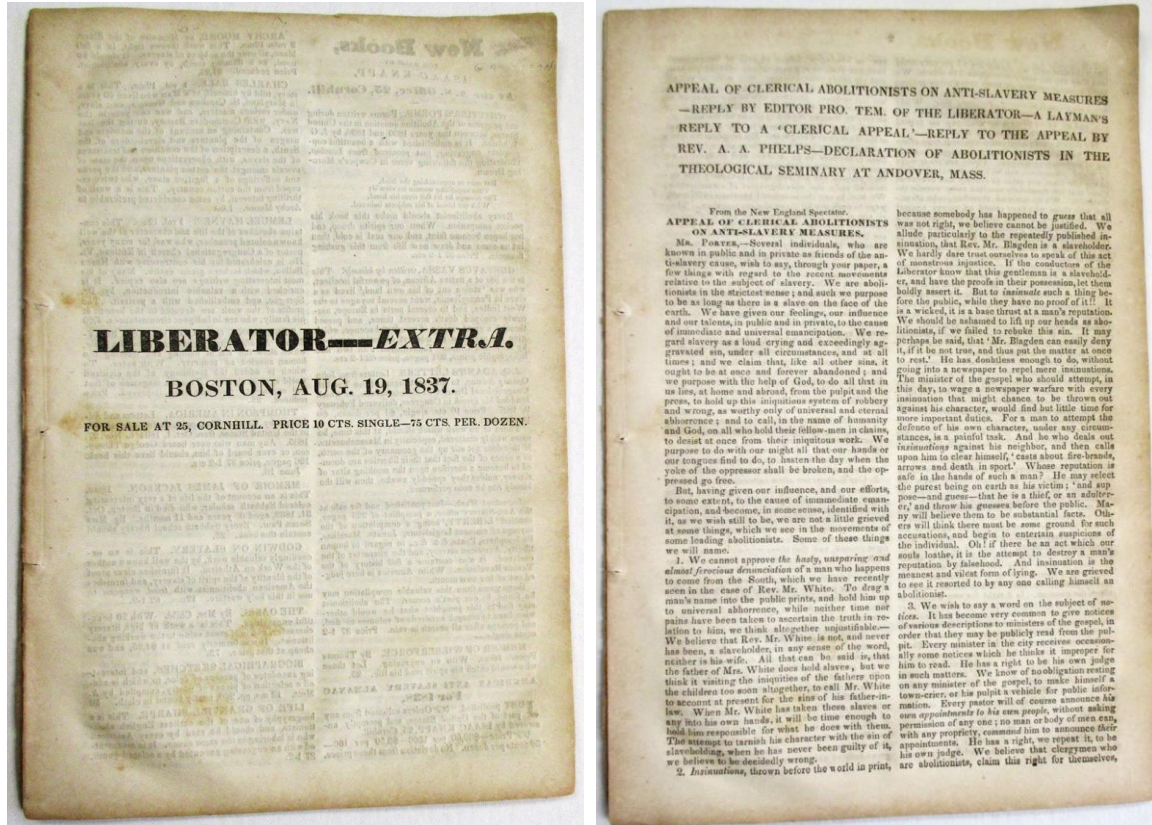 LIBERATOR—EXTRA.
BOSTON, AUG. 19, 1837.
FOR SALE AT 25, CORNHILL. PRICE 10 CTS. SINGLE—75 CTS. PER. DOZEN.
APPEAL OF CLERICAL ABOLITIONISTS ON ANTI-SLAVERY MEASURES
—REPLY BY EDITOR PRO. TEM. OF THE LIBERATOR—A LAYMAN'S
REPLY TO A 'CLERICAL APPEAL'—REPLY TO THE APPEAL BY
REV. A. A. PHELPS—DECLARATION OF ABOLITIONISTS IN THE
THEOLOGICAL SEMINARY AT ANDOVER, MASS.
From the New England Spectator.
APPEAL OF CLERICAL ABOLITIONISTS
ON ANTI-SLAVERY MEASURES.
MR. PORTER,—Several individuals, who are
known in public and in private as friends of the an-
ti-slavery cause, wish to say, through your paper, a
few things with regard to the recent movements
relative to the subject of slavery. We are aboli-
tionists in the strictest sense; and such we purpose
to be as long as there is a slave on the face of the
earth. We have given our feelings, our influence
and our talents, in public and in private, to the cause
of immediate and universal emancipation. We re-
gard slavery as a loud crying and exceedingly ag-
gravated sin, under all circumstances, and at all
times; and we claim that, like all other sins, it
ought to be at once and forever abandoned; and
we purpose with the help of God, to do all that in
us lies, at home and abroad, from the pulpit and the
press, to hold up this iniquitous system of robbery
and wrong, as worthy only of universal and eternal
abhorrence; and to call, in the name of humanity
and God, on all who hold their fellow-men in chains,
to desist at once from their iniquitous work. We
purpose to do with our might all that our hands or
our tongues find to do, to hasten the day when the
yoke of the oppressor shall be broken, and the op-
pressed go free.
But, having given our influence, and our efforts,
to some extent, to the cause of immediate eman-
cipation, and become, in some sense, identified with
it, as we wish still to be, we are not a little grieved
at some things, which we see in the movements of
some leading abolitionists. Some of these things
we will name.
1. We cannot approve the hasty, unsparing and
almost ferocious denunciation of a man who happens
to come from the South, which we have recently
seen in the case of Rev. Mr. White. To drag a
man's name into the public prints, and hold him up
to universal abhorrence, while neither time nor
pains have been taken to ascertain the truth in re-
lation to him, we think altogether unjustifiable.—
We believe that Rev. Mr. White is not, and never
has been, a slaveholder, in any sense of the word,
neither is his wife. All that can be said is, that
the father of Mrs. White does hold slaves, but we
think it visiting the iniquities of the fathers upon
the children too soon altogether, to call Mr. White
to account at present for the sins of his father-in-
law. When Mr. White has taken those slaves or
any into his own hands, it will be time enough to
hold him responsible for what he does with them.
The attempt to tarnish his character with the sin of
slaveholding, when he has never been guilty of it,
we believe to be decidedly wrong.
2. Insinuations, thrown before the world in print,
because somebody has happened to guess that all
was not right, we believe cannot be justified. We
allude particularly to the repeatedly published in-
sinuation, that Rev. Mr. Blagden is a slaveholder.
We hardly dare trust ourselves to speak of this act
of monstrous injustice. If the conductors of the
Liberator know that this gentleman is a slavehold-
er, and have the proofs in their possession, let them
boldly assert it. But to insinuate such a thing be-
fore the public, while they have no proof of it!! It
is a wicked, it is a base thrust at a man's reputation.
We should be ashamed to lift up our heads as abo-
litionists, if we failed to rebuke this sin. It may
perhaps be said, that 'Mr. Blagden can easily deny
it, if it be not true, and thus put the matter at once
to rest.' He has doubtless enough to do, without
going into a newspaper to repel mere insinuations.
The minister of the gospel who should attempt, in
this day, to wage a newspaper warfare with every
insinuation that might chance to be thrown out
against his character, would find but little time for
more important duties. For a man to attempt the
defence of his own character, under any circum-
stances, is a painful task. And he who deals out
insinuations against his neighbor, and then calls
upon him to clear himself, 'casts about fire-brands,
arrows and death in sport.' Whose reputation is
safe in the hands of such a man? He may select
the purest being on earth as his victim; 'and sup
pose—and guess—that he is a thief, or an adulter-
er,' and throw his guesses before the public. Ma-
ny will believe them to be substantial facts. Oth-
ers will think there must be some ground for such
accusations, and begin to entertain suspicions of
the individual. Oh! if there be an act which our
souls loathe, it is the attempt to destroy a man's
reputation by falsehood. And insinuation is the
meanest and vilest form of lying. We are grieved
to see it resorted to by any one calling himself an
abolitionist.
3. We wish to say a word on the subject of no-
tices. It has become very common to give notices
of various descriptions to ministers of the gospel, in
order that they may be publicly read from the pul-
pit. Every minister in the city receives occasion-
ally some notices which he thinks it improper for
him to read. He has a right to be his own judge
in such matters. We know of no obligation resting
on any minister of the gospel, to make himself a
town-crier, or his pulpit a vehicle for public infor-
mation. Every pastor will of course announce his
own appointments to his own people, without asking
permission of any one; no man or body of men can,
with any propriety, command him to announce their
appointments. He has a right, we repeat it, to be
his own judge. We believe that clergymen who
are abolitionists, claim this right for themselves,